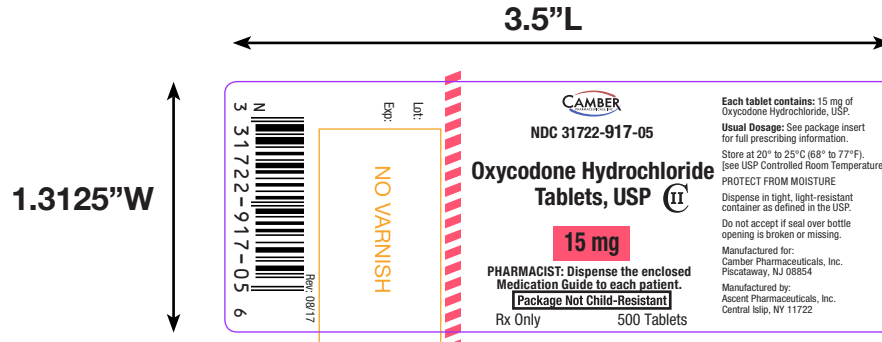 3.5”L
1.3125”W
N
3 31722-917-05 6
Rev: 08/17
Lot:
Exp:
NO VARNISH
CAMBER
NDC 31722-917-05
Oxycodone Hydrochloride
Tablets, USP CII
15 mg
PHARMACIST: Dispense the enclosed
Medication Guide to each patient.
Package Not Child-Resistant
Rx Only 500 Tablets
Each tablet contains: 15 mg of
Oxycodone Hydrochloride, USP.
Usual Dosage: See package insert
for full prescribing information.
Store at 20° to 25°C (68° to 77°F).
[see USP Controlled Room Temperature
PROTECT FROM MOISTURE
Dispense in tight, light-resistant
container as defined in the USP.
Do not accept if seal over bottle
opening is broken or missing.
Manufactured for:
Camber Pharmaceuticals, Inc.
Piscataway, NJ 08854
Manufactured by:
Ascent Pharmaceuticals, Inc.
Central Islip, NY 11722